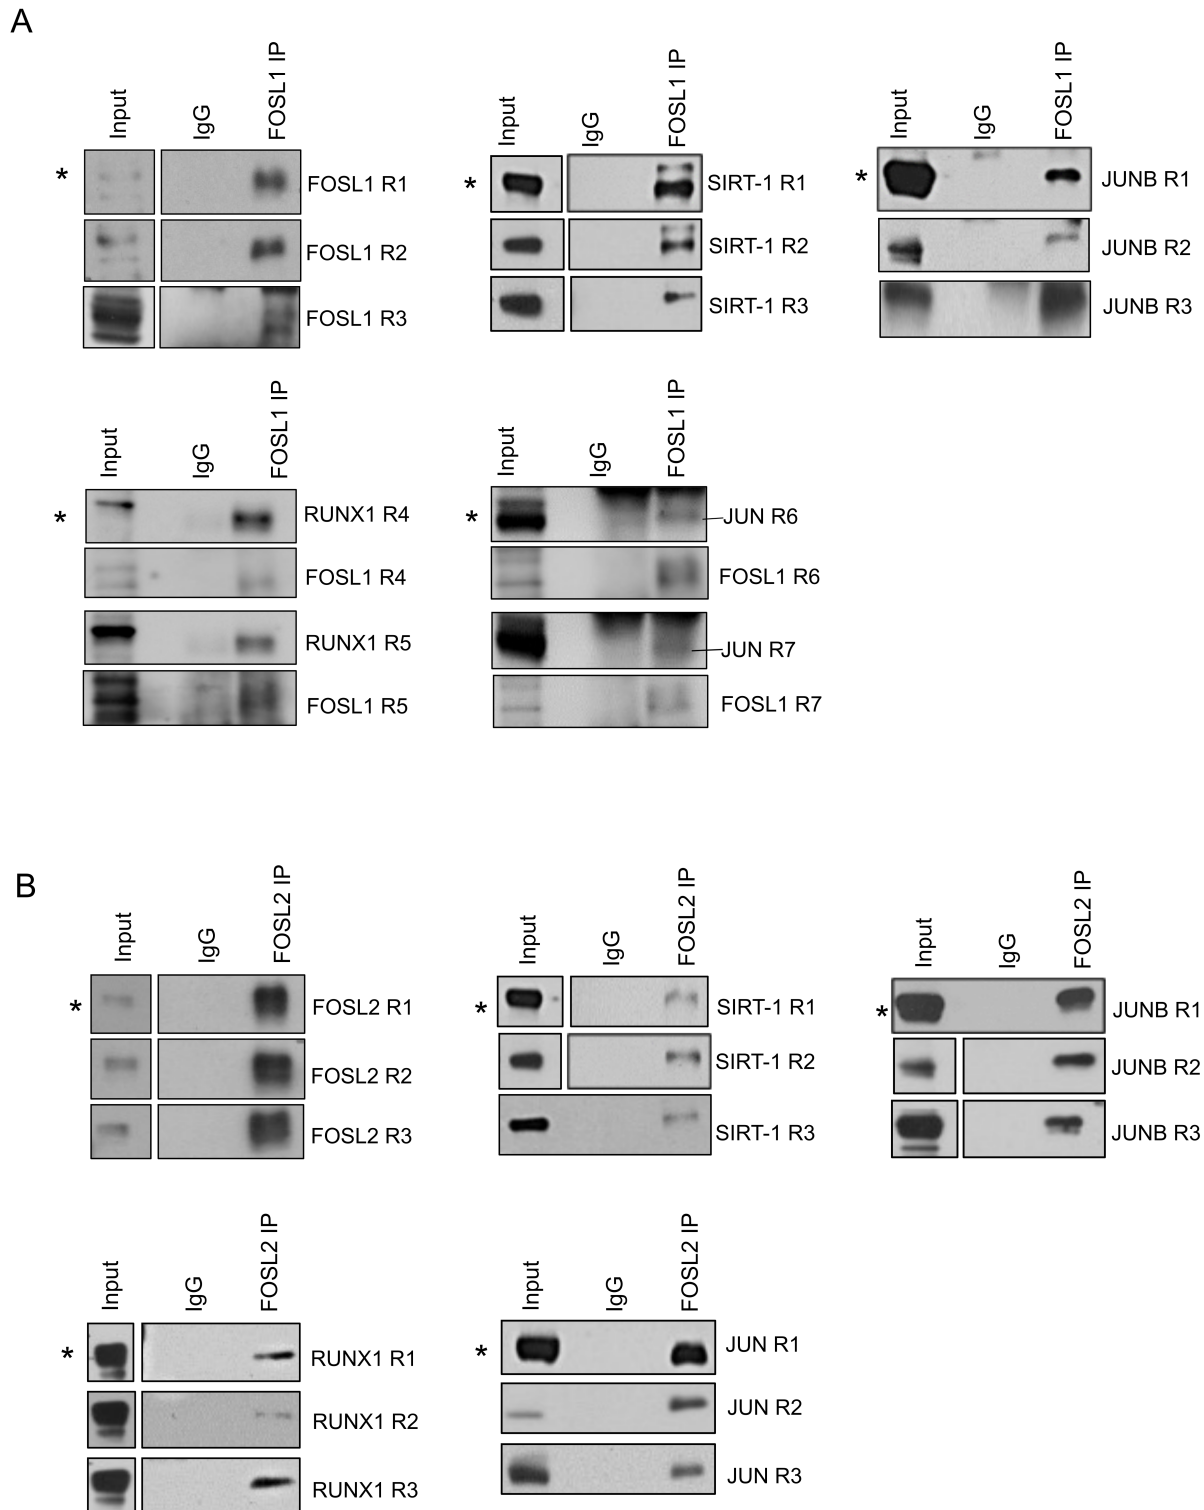 A
Input IgG FOSL1 IP
* FOSL1 R1
FOSL1 R2
FOSL1 R3
Input IgG FOSL1 IP
* SIRT-1 R1
SIRT-1 R2
SIRT-1 R3
Input IgG FOSL1 IP
* JUNB R1
JUNB R2
JUNB R3
Input IgG FOSL1 IP
* RUNX1 R4
FOSL1 R4
RUNX1 R5
FOSL1 R5
Input IgG FOSL1 IP
* JUN R6
FOSL1 R6
JUN R7
FOSL1 R7
B
Input IgG FOSL2 IP
* FOSL2 R1
FOSL2 R2
FOSL2 R3
Input IgG FOSL2 IP
* SIRT-1 R1
SIRT-1 R2
SIRT-1 R3
Input IgG FOSL2 IP
* JUNB R1
JUNB R2
JUNB R3
Input IgG FOSL2 IP
* RUNX1 R1
RUNX1 R2
RUNX1 R3
Input IgG FOSL2 IP
* JUN R1
JUN R2
JUN R3